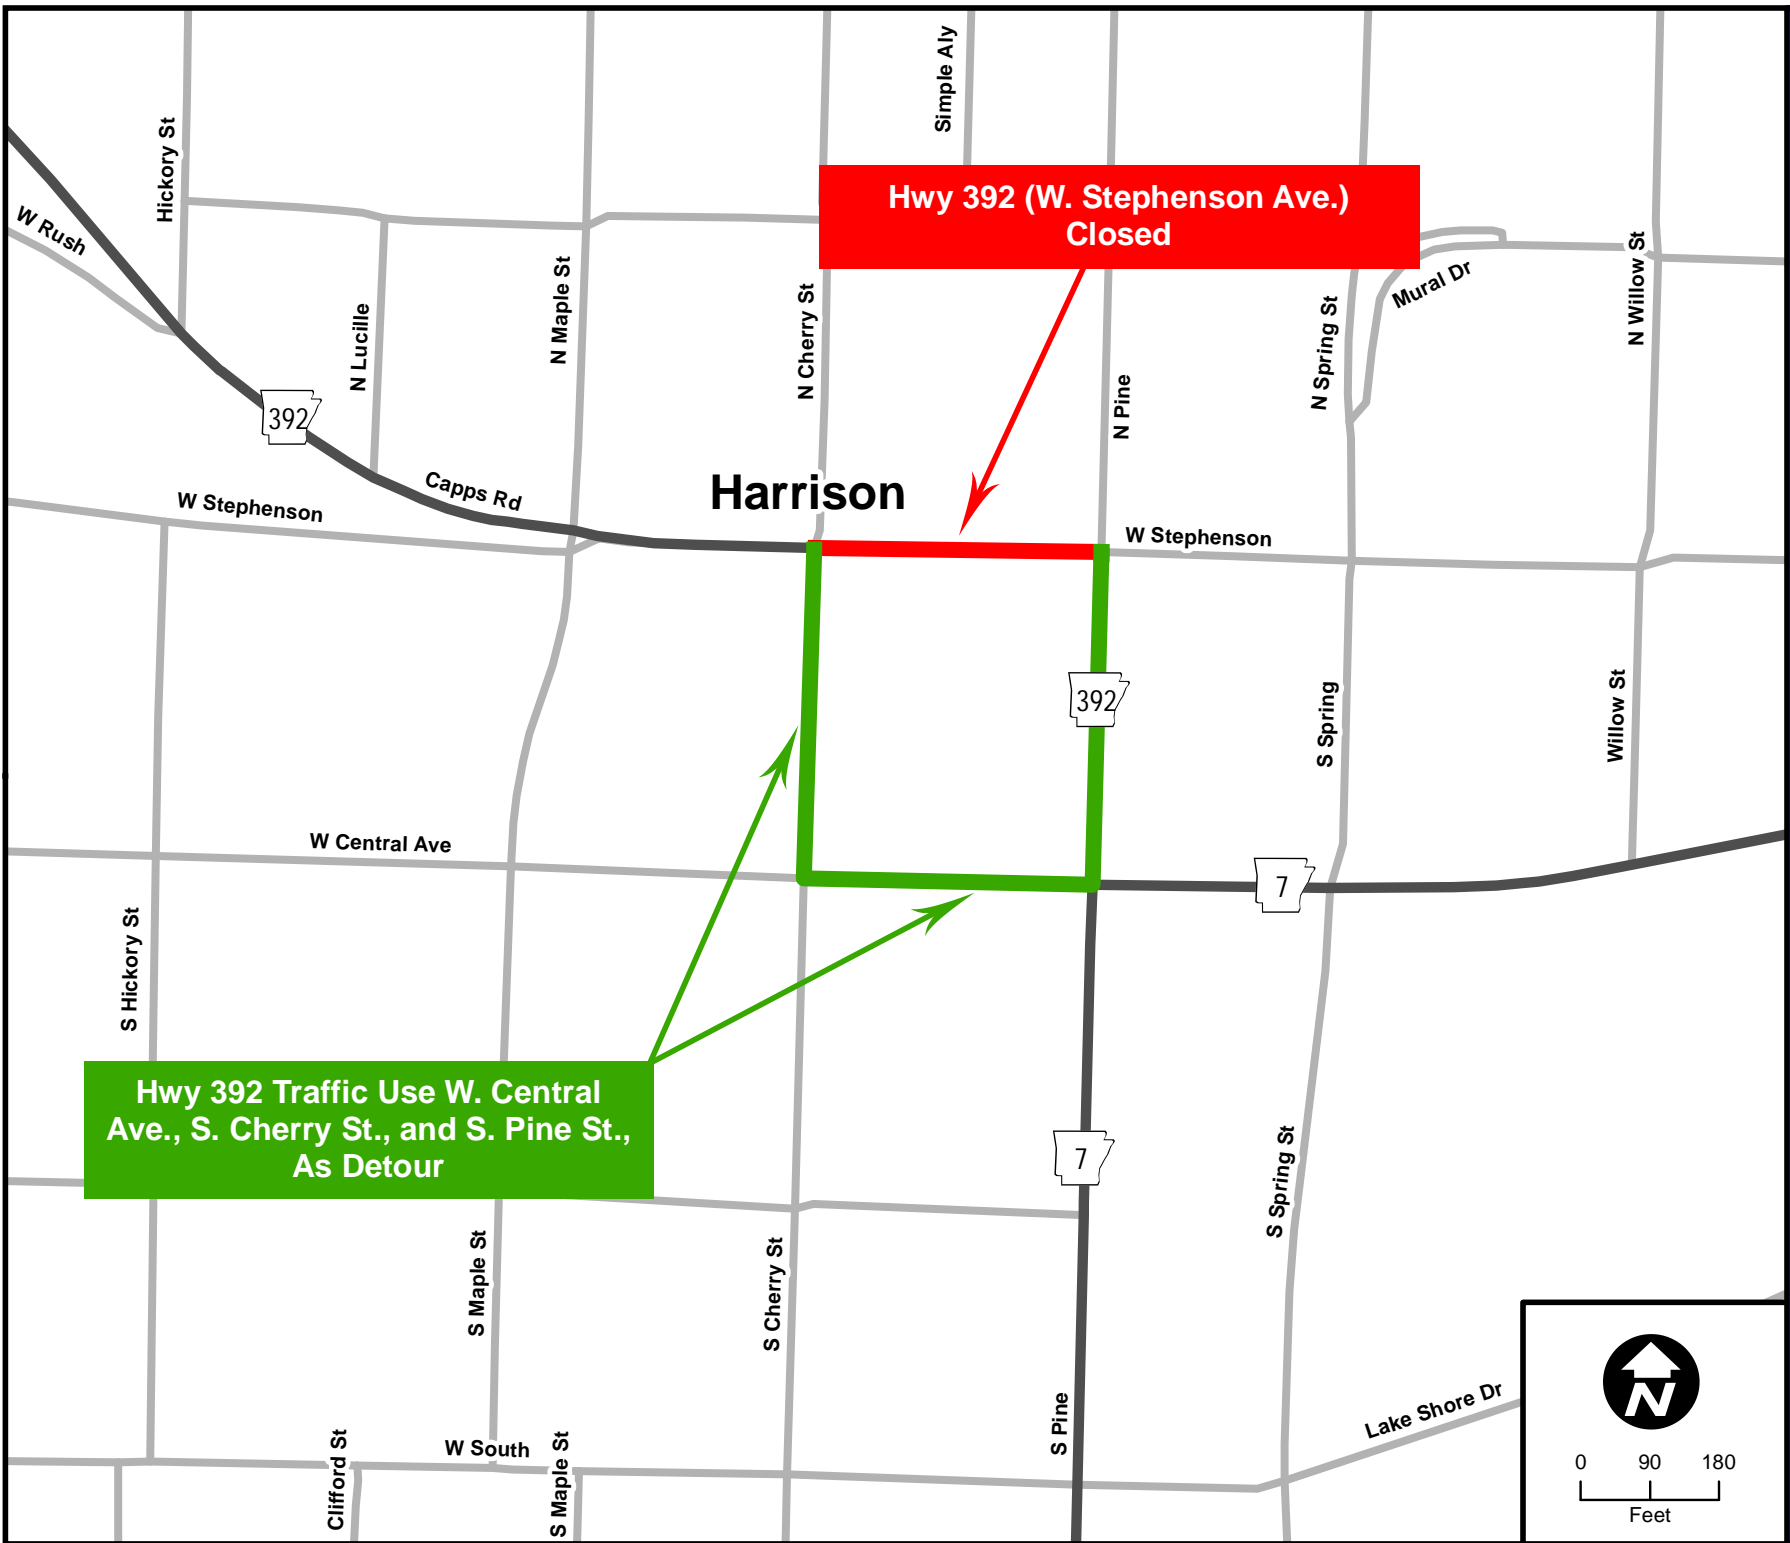 Simple Aly
Hickory St
Hwy 392 (W. Stephenson Ave.)
Closed
W Rush
N Lucille
N Maple St
N Cherry St
N Pine
N Spring St
Mural Dr
N Willow St
392
Capps Rd
Harrison
W Stephenson
W Stephenson
392
S Spring
Willow St
W Central Ave
7
S Hickory St
Hwy 392 Traffic Use W. Central
Ave., S. Cherry St., and S. Pine St.,
As Detour
7
S Spring St
S Maple St
S Cherry St
S Pine
Lake Shore Dr
W South
Clifford St
S Maple St
N
0 90 180
Feet